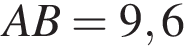 AB = 9,6